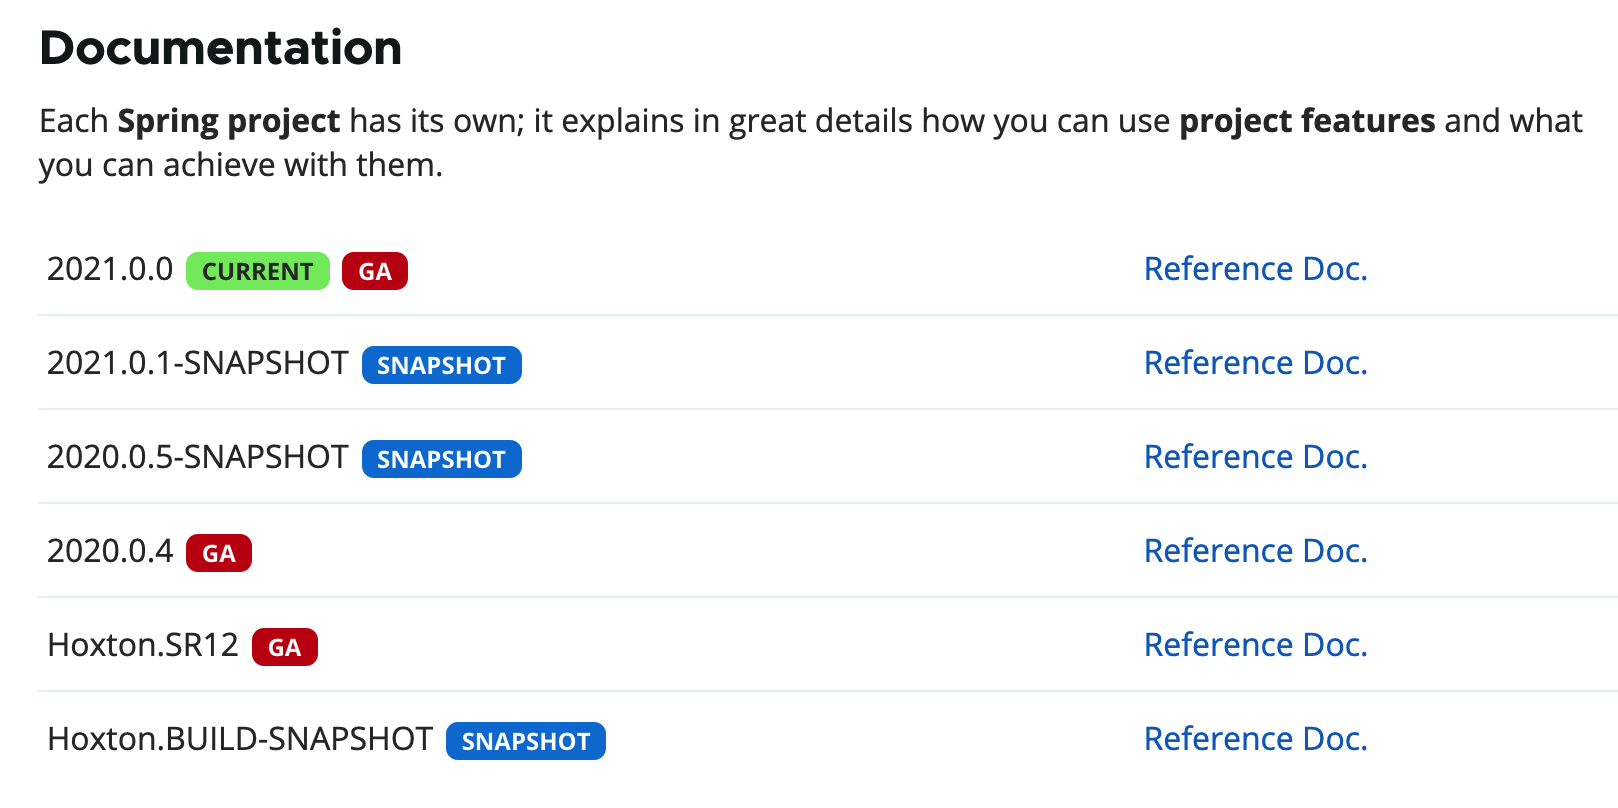 Documentation
Each Spring project has its own; it explains in great details how you can use project features and what
you can achieve with them.
2021.0.0 CURRENT GA Reference Doc.
2021.0.1-SNAPSHOT SNAPSHOT Reference Doc.
2020.0.5-SNAPSHOT SNAPSHOT Reference Doc.
2020.0.4 GA Reference Doc.
Hoxton.SR12 GA Reference Doc.
Hoxton.BUILD-SNAPSHOT SNAPSHOT Reference Doc.